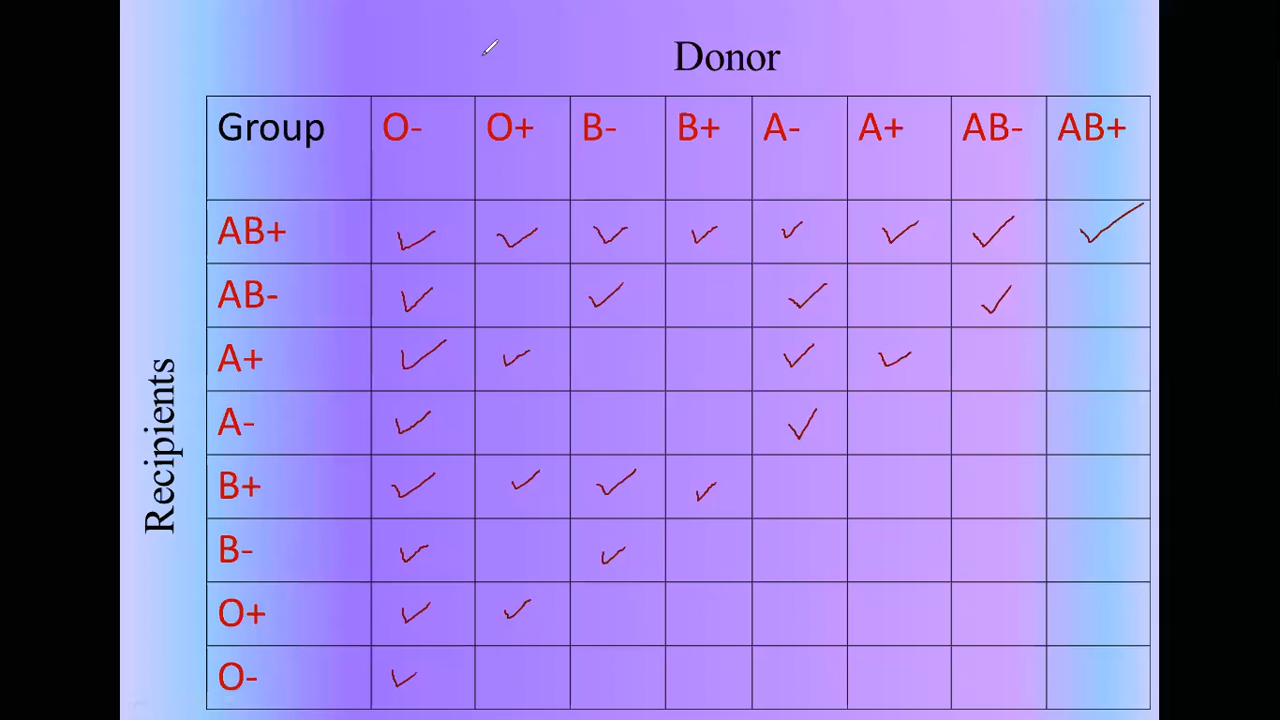 Donor
Group O- O+ B- B+ A- A+ AB- AB+
Recipients
AB+ ✓ ✓ ✓ ✓ ✓ ✓ ✓ ✓
AB- ✓ ✓ ✓ ✓
A+ ✓ ✓ ✓ ✓
A- ✓ ✓
B+ ✓ ✓ ✓ ✓
B- ✓ ✓
O+ ✓ ✓
O- ✓